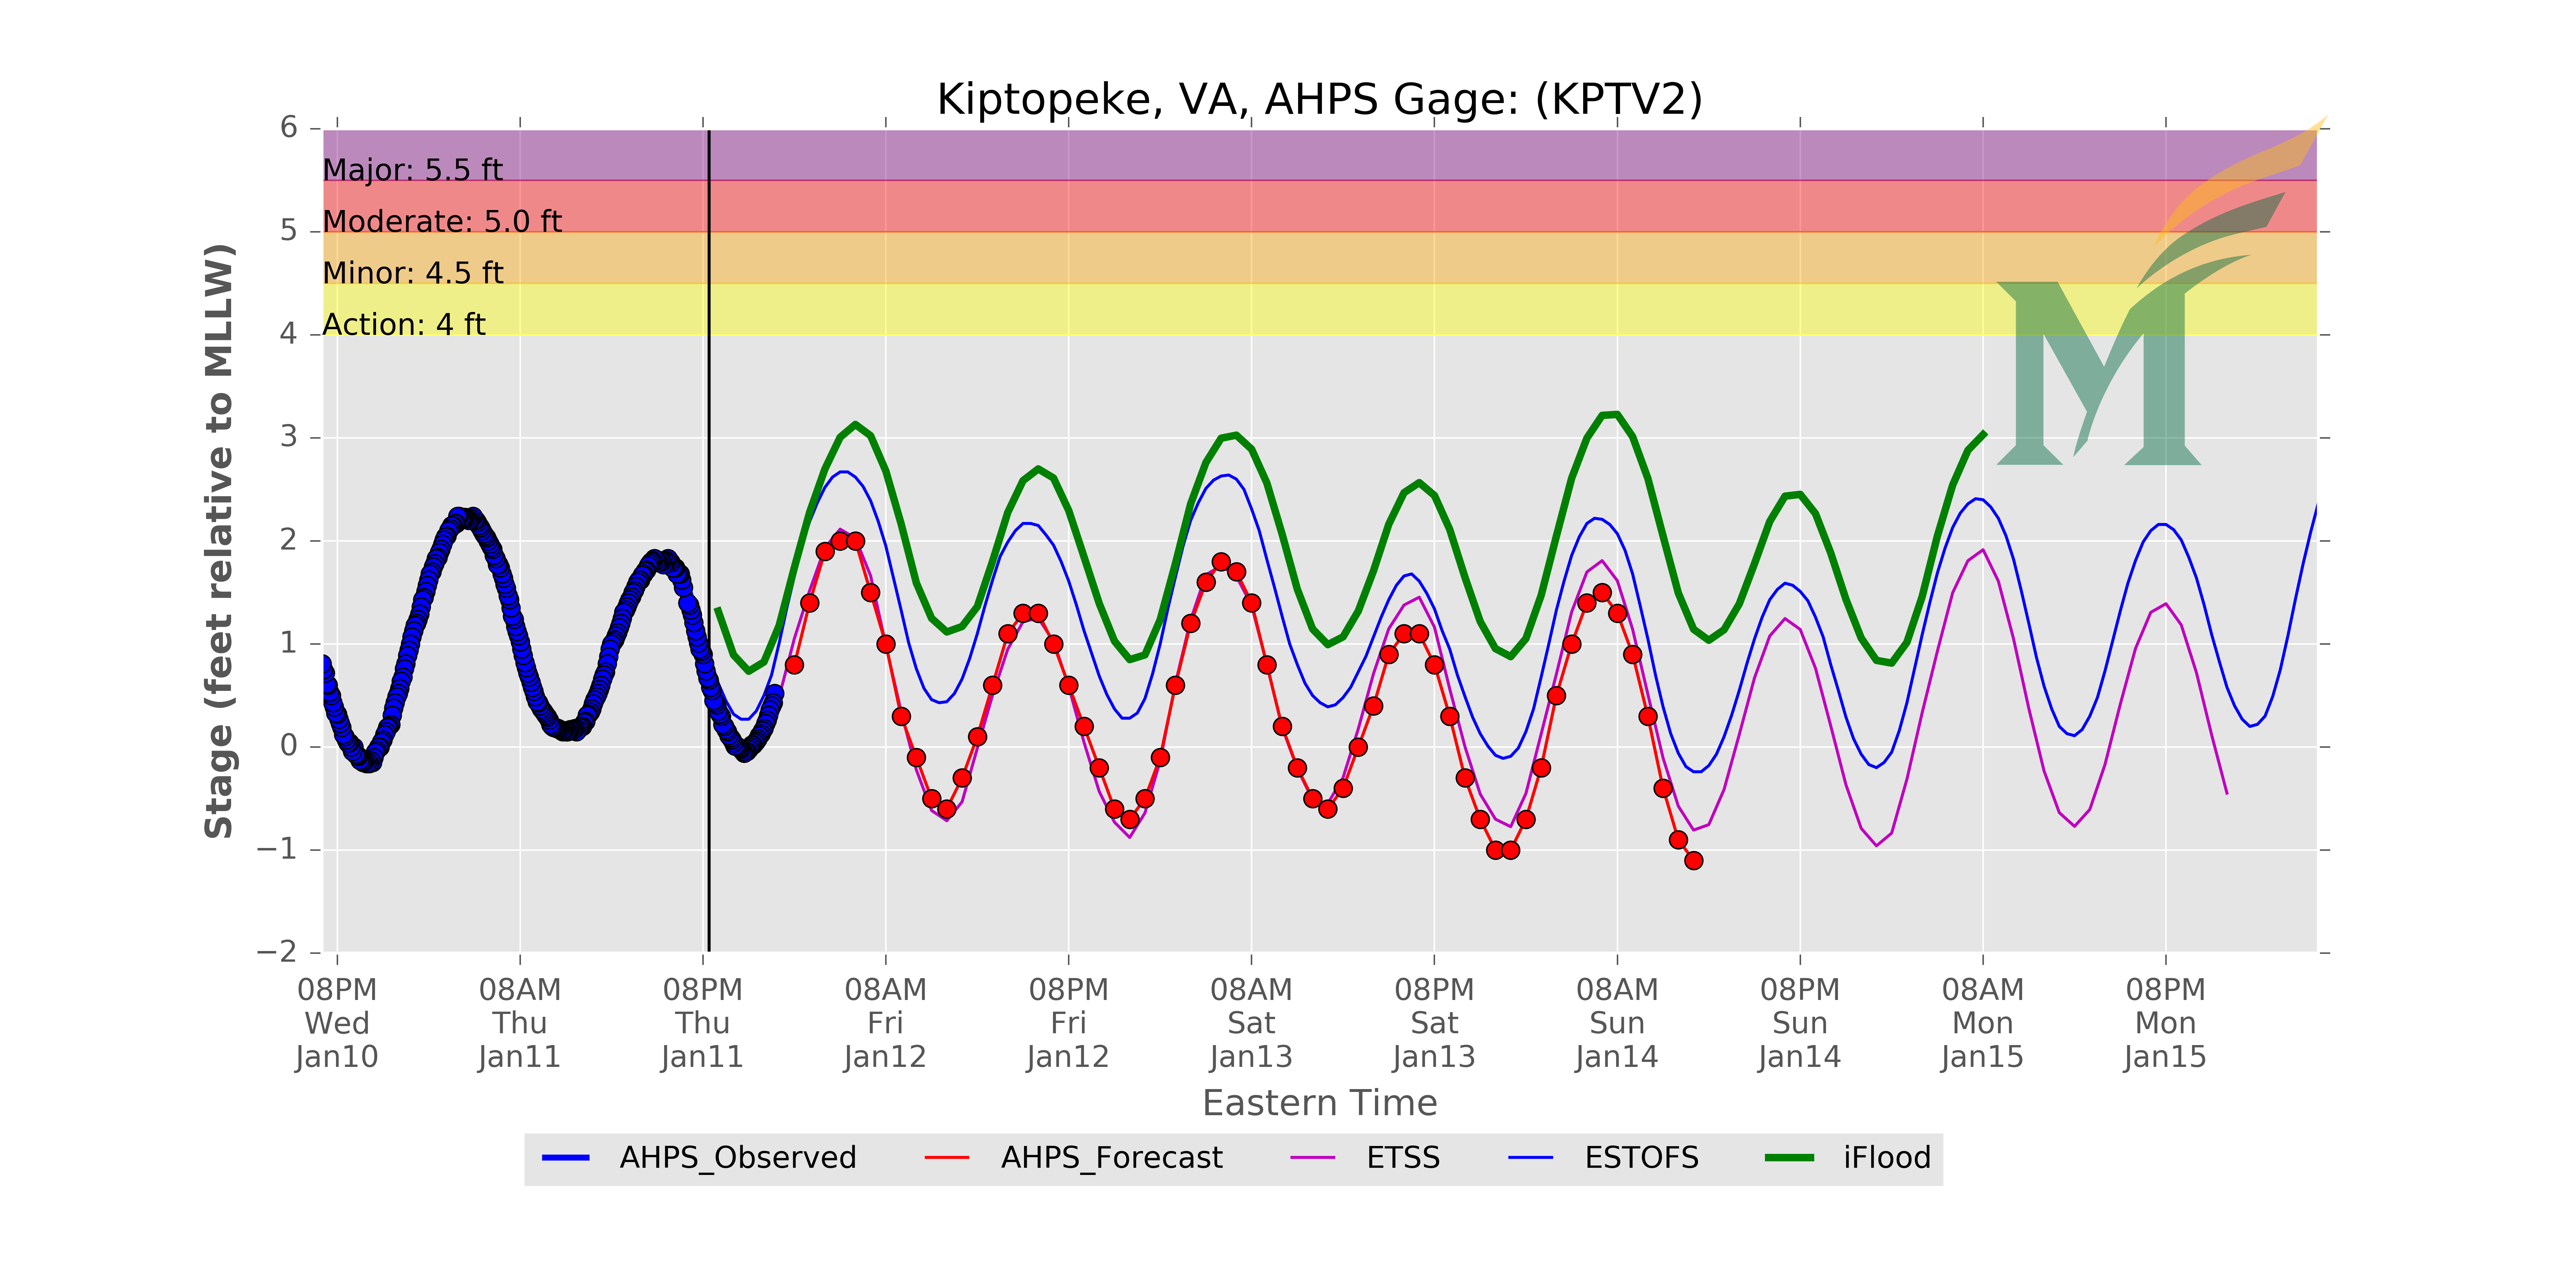 Kiptopeke, VA, AHPS Gage: (KPTV2)
Stage (feet relative to MLLW)
6
5
4
3
2
1
0
−1
−2
Major: 5.5 ft
Moderate: 5.0 ft
Minor: 4.5 ft
Action: 4 ft
M
08PM 08AM 08PM 08AM 08PM 08AM 08PM 08AM 08PM 08AM 08PM
Wed Thu Thu Fri Fri Sat Sat Sun Sun Mon Mon
Jan10 Jan11 Jan11 Jan12 Jan12 Jan13 Jan13 Jan14 Jan14 Jan15 Jan15
Eastern Time
AHPS_Observed AHPS_Forecast ETSS ESTOFS iFlood